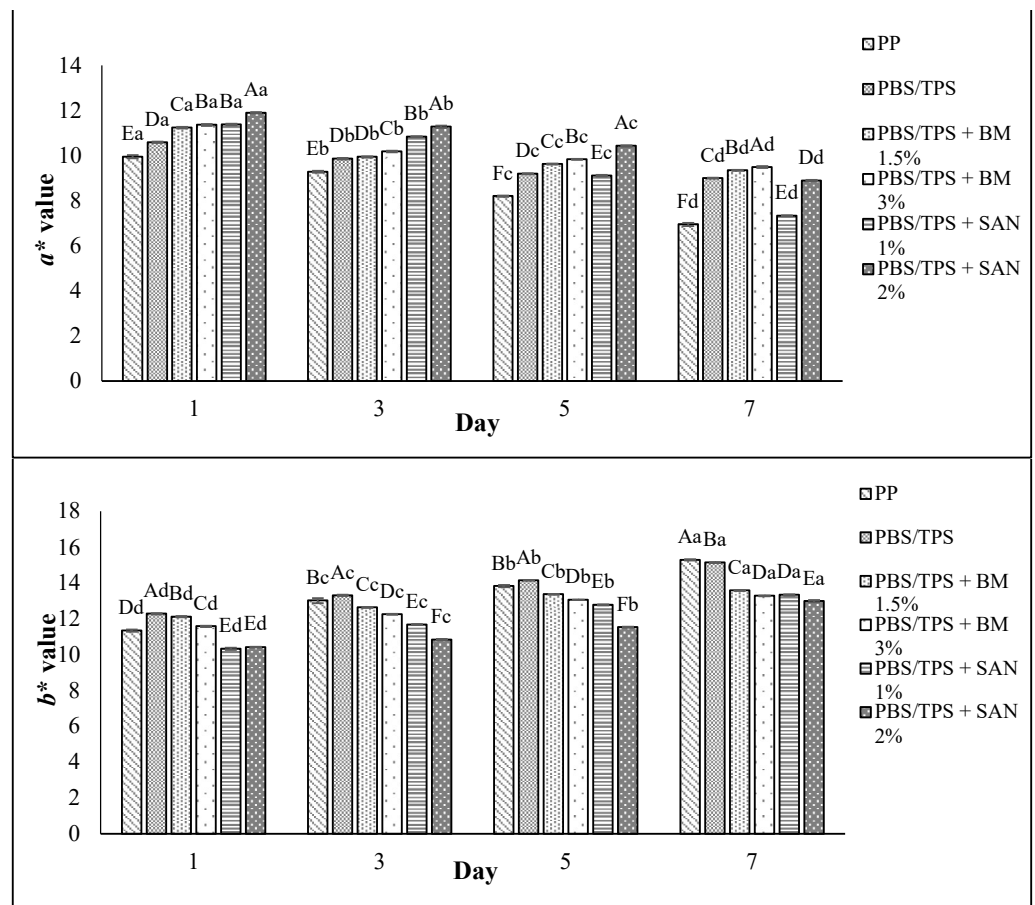 PP
PBS/TPS
PBS/TPS + BM
1.5%
PBS/TPS + BM
3%
PBS/TPS + SAN
1%
PBS/TPS + SAN
2%
a* value
14
12
10
8
6
4
2
0
Ea Da Ca Ba Ba Aa
Eb Db Db Cb Bb Ab
Fc Dc Cc Bc Ec Ac
Fd Cd Bd Ad Ed Dd
1 3 5 7
Day
PP
PBS/TPS
PBS/TPS + BM
1.5%
PBS/TPS + BM
3%
PBS/TPS + SAN
1%
PBS/TPS + SAN
2%
b* value
18
16
14
12
10
8
6
4
2
0
Dd Ad Bd Cd Ed Ed
Bc Ac Cc Dc Ec Fc
Bb Ab Cb Db Eb Fb
Aa Ba Ca Da Da Ea
1 3 5 7
Day